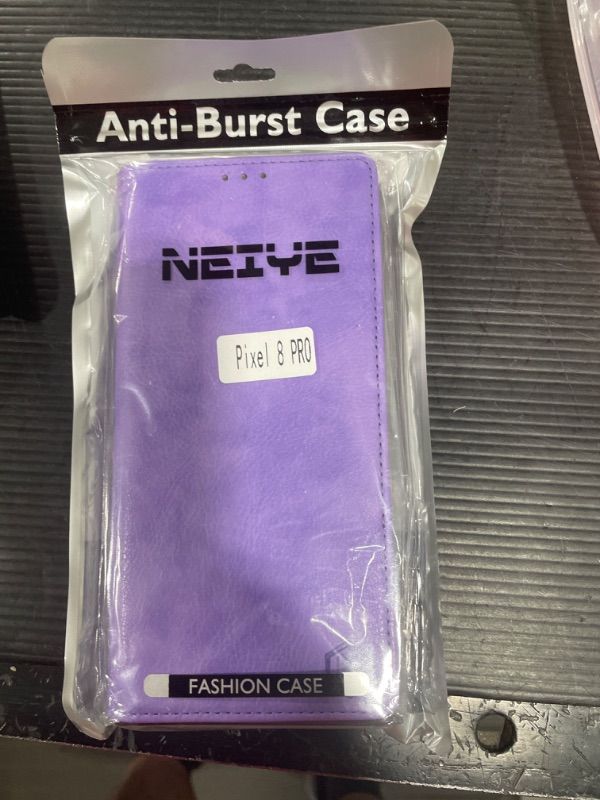 Anti-Burst Case
NEIYE
Pixel 8 PRO
FASHION CASE